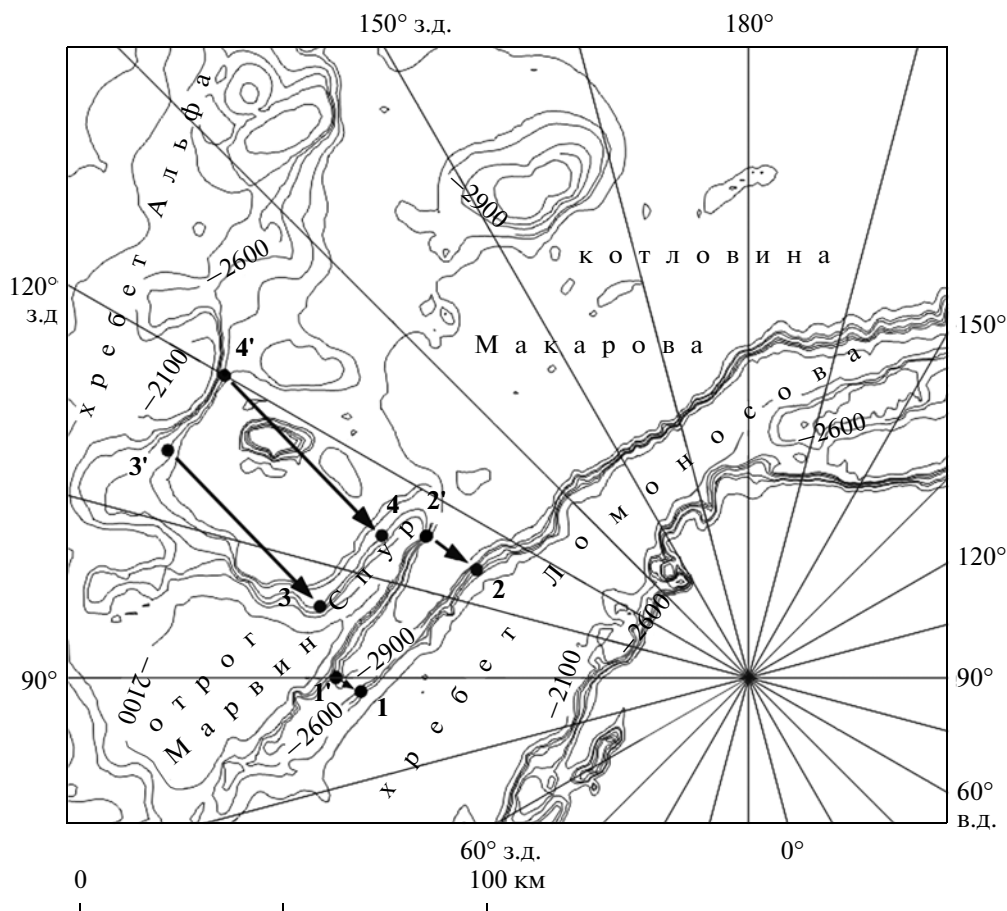 150° з.д.
180°
хребет Альфа
−2900
−2600
котловина
120°
з.д
Макарова
150°
4'
−2100
3'
−2600
4
2'
Спур
2
120°
3
−2600
отрог
Марвин
−2900
хребет Ломоносова
−2100
90°
−2100
1'
1
90°
−2600
60°
в.д.
60° з.д.
0°
0
100 км